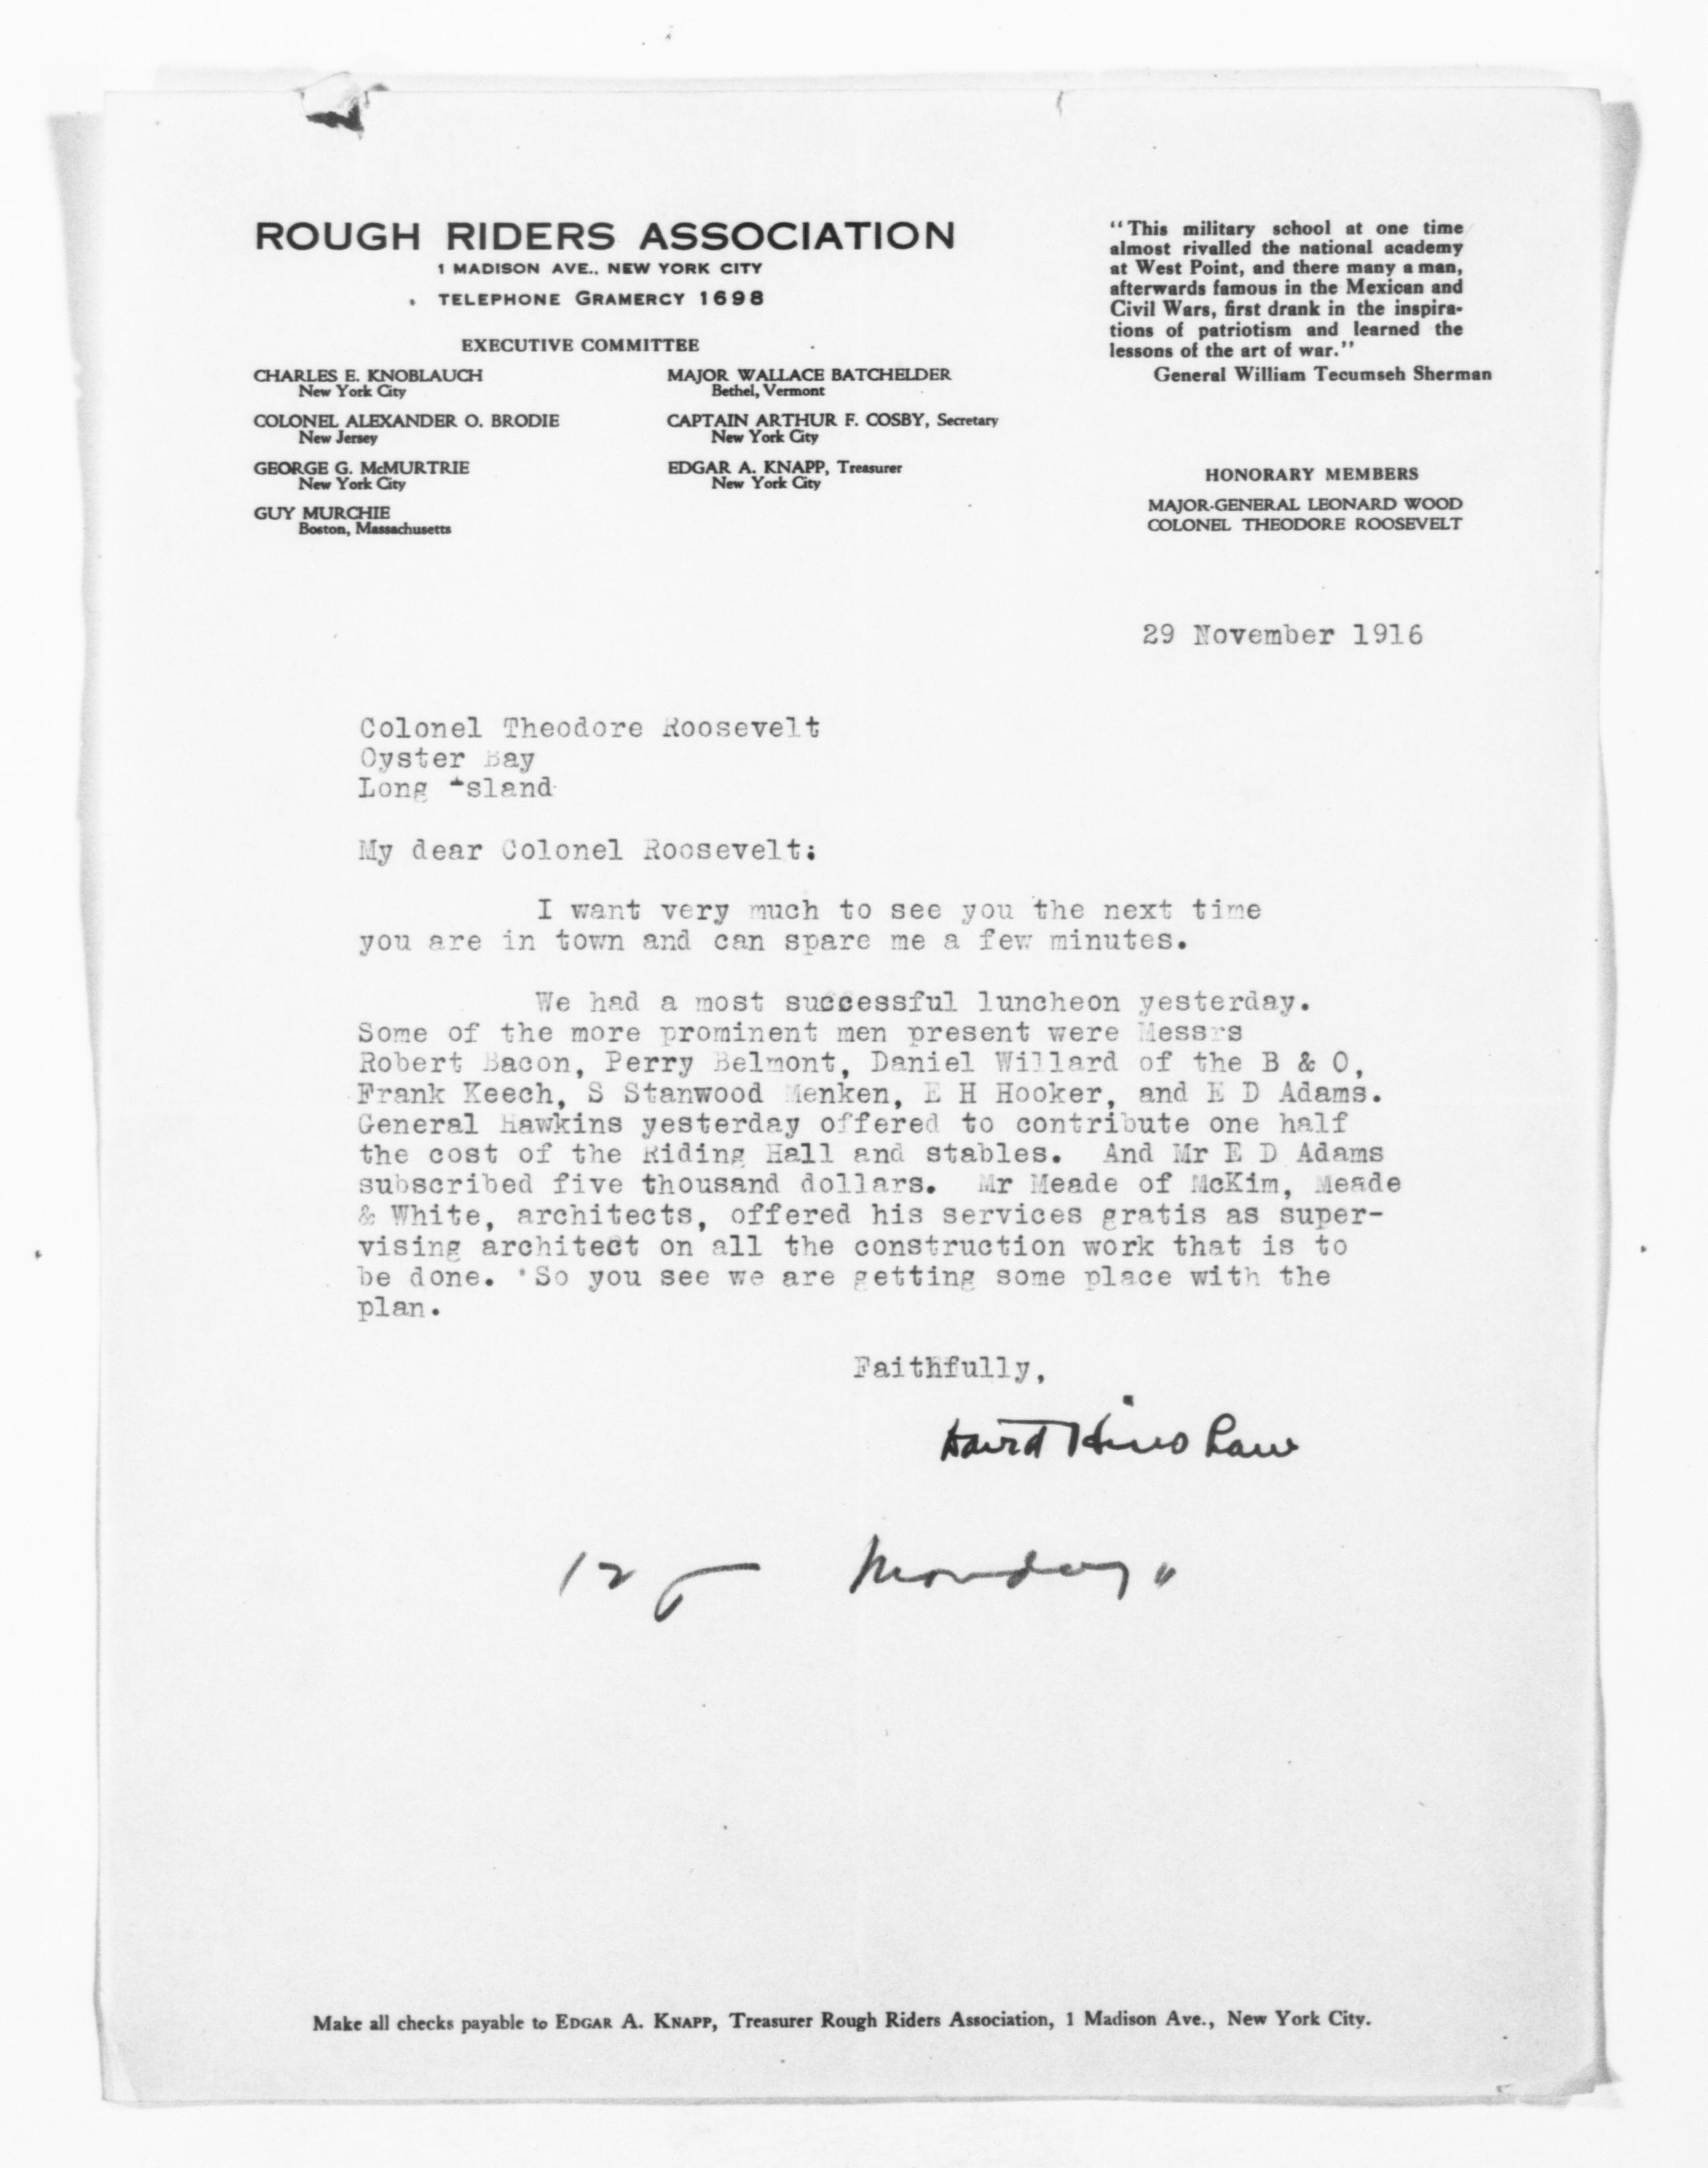 ROUGH RIDERS ASSOCIATION
1 MADISON AVE., NEW YORK CITY
TELEPHONE GRAMERCY 1698
EXECUTIVE COMMITTEE
CHARLES E. KNOBLAUCH
New York City
COLONEL ALEXANDER O. BRODIE
New Jersey
GEORGE G. McMURTRIE
New York City
GUY MURCHIE
Boston, Massachusetts
MAJOR WALLACE BATCHELDER
Bethel, Vermont
CAPTAIN ARTHUR F. COSBY, Secretary
New York City
EDGAR A. KNAPP, Treasurer
New York City
"This military school at one time
almost rivalled the national academy
at West Point, and there many a man,
afterwards famous in the Mexican and
Civil Wars, first drank in the inspira-
tions of patriotism and learned the
lessons of the art of war."
General William Tecumseh Sherman
HONORARY MEMBERS
MAJOR-GENERAL LEONARD WOOD
COLONEL THEODORE ROOSEVELT
29 November 1916
Colonel Theodore Roosevelt
Oyster Bay
Long Island
My dear Colonel Roosevelt:
I want very much to see you the next time
you are in town and can spare me a few minutes.
We had a most successful luncheon yesterday.
Some of the more prominent men present were Messrs
Robert Bacon, Perry Belmont, Daniel Willard of the B & O,
Frank Keech, S Stanwood Menken, E H Hooker, and E D Adams.
General Hawkins yesterday offered to contribute one half
the cost of the Riding Hall and stables. And Mr E D Adams
subscribed five thousand dollars. Mr Meade of McKim, Meade
& White, architects, offered his services gratis as super-
vising architect on all the construction work that is to
be done. So you see we are getting some place with the
plan.
Faithfully,
David Hinshaw
12 Monday
Make all checks payable to EDGAR A. KNAPP, Treasurer Rough Riders Association, 1 Madison Ave., New York City.